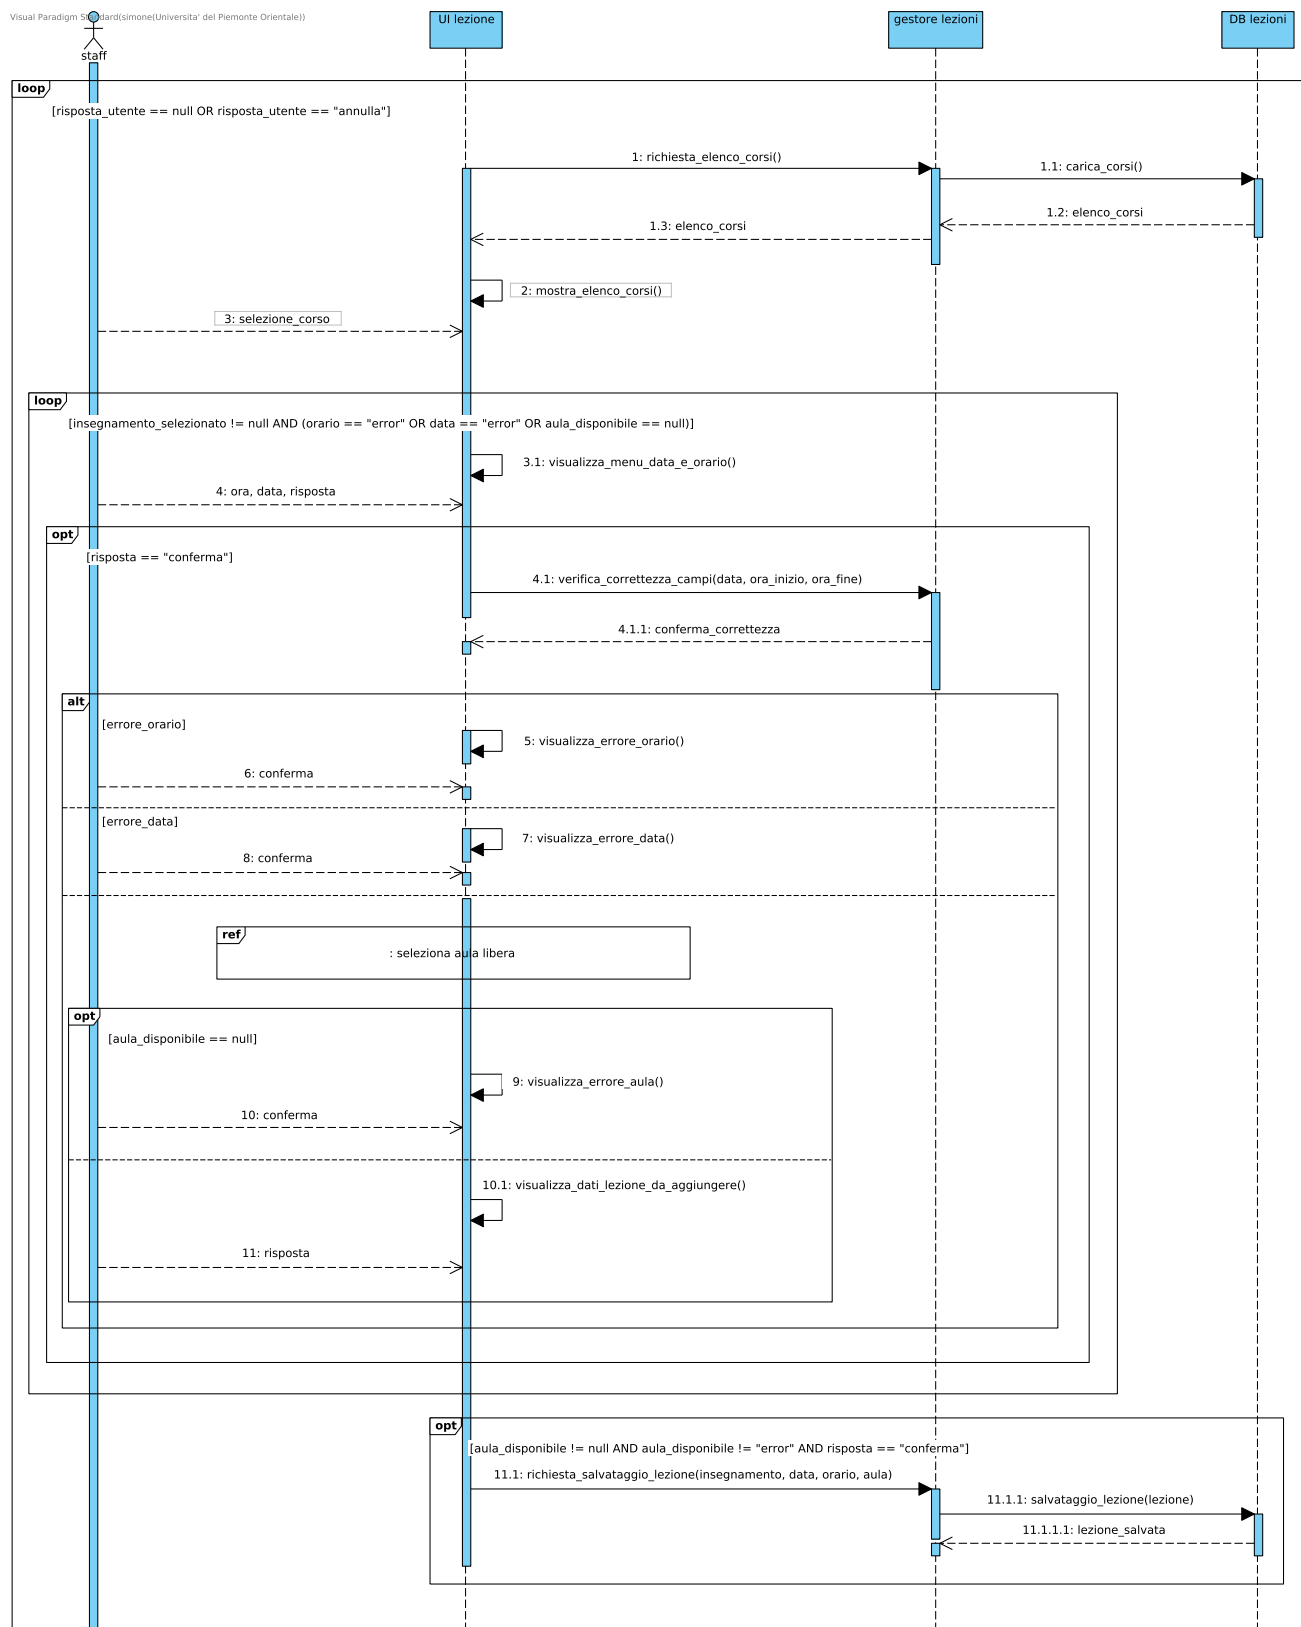 Visual Paradigm Standard(simone(Universita' del Piemonte Orientale))
staff
UI lezione
gestore lezioni
DB lezioni
loop
[risposta_utente == null OR risposta_utente == "annulla"]
1: richiesta_elenco_corsi()
1.1: carica_corsi()
1.2: elenco_corsi
1.3: elenco_corsi
2: mostra_elenco_corsi()
3: selezione_corso
loop
[insegnamento_selezionato != null AND (orario == "error" OR data == "error" OR aula_disponibile == null)]
3.1: visualizza_menu_data_e_orario()
4: ora, data, risposta
opt
[risposta == "conferma"]
4.1: verifica_correttezza_campi(data, ora_inizio, ora_fine)
4.1.1: conferma_correttezza
alt
[errore_orario]
5: visualizza_errore_orario()
6: conferma
[errore_data]
7: visualizza_errore_data()
8: conferma
ref
: seleziona aula libera
opt
[aula_disponibile == null]
9: visualizza_errore_aula()
10: conferma
10.1: visualizza_dati_lezione_da_aggiungere()
11: risposta
opt
[aula_disponibile != null AND aula_disponibile != "error" AND risposta == "conferma"]
11.1: richiesta_salvataggio_lezione(insegnamento, data, orario, aula)
11.1.1: salvataggio_lezione(lezione)
11.1.1.1: lezione_salvata